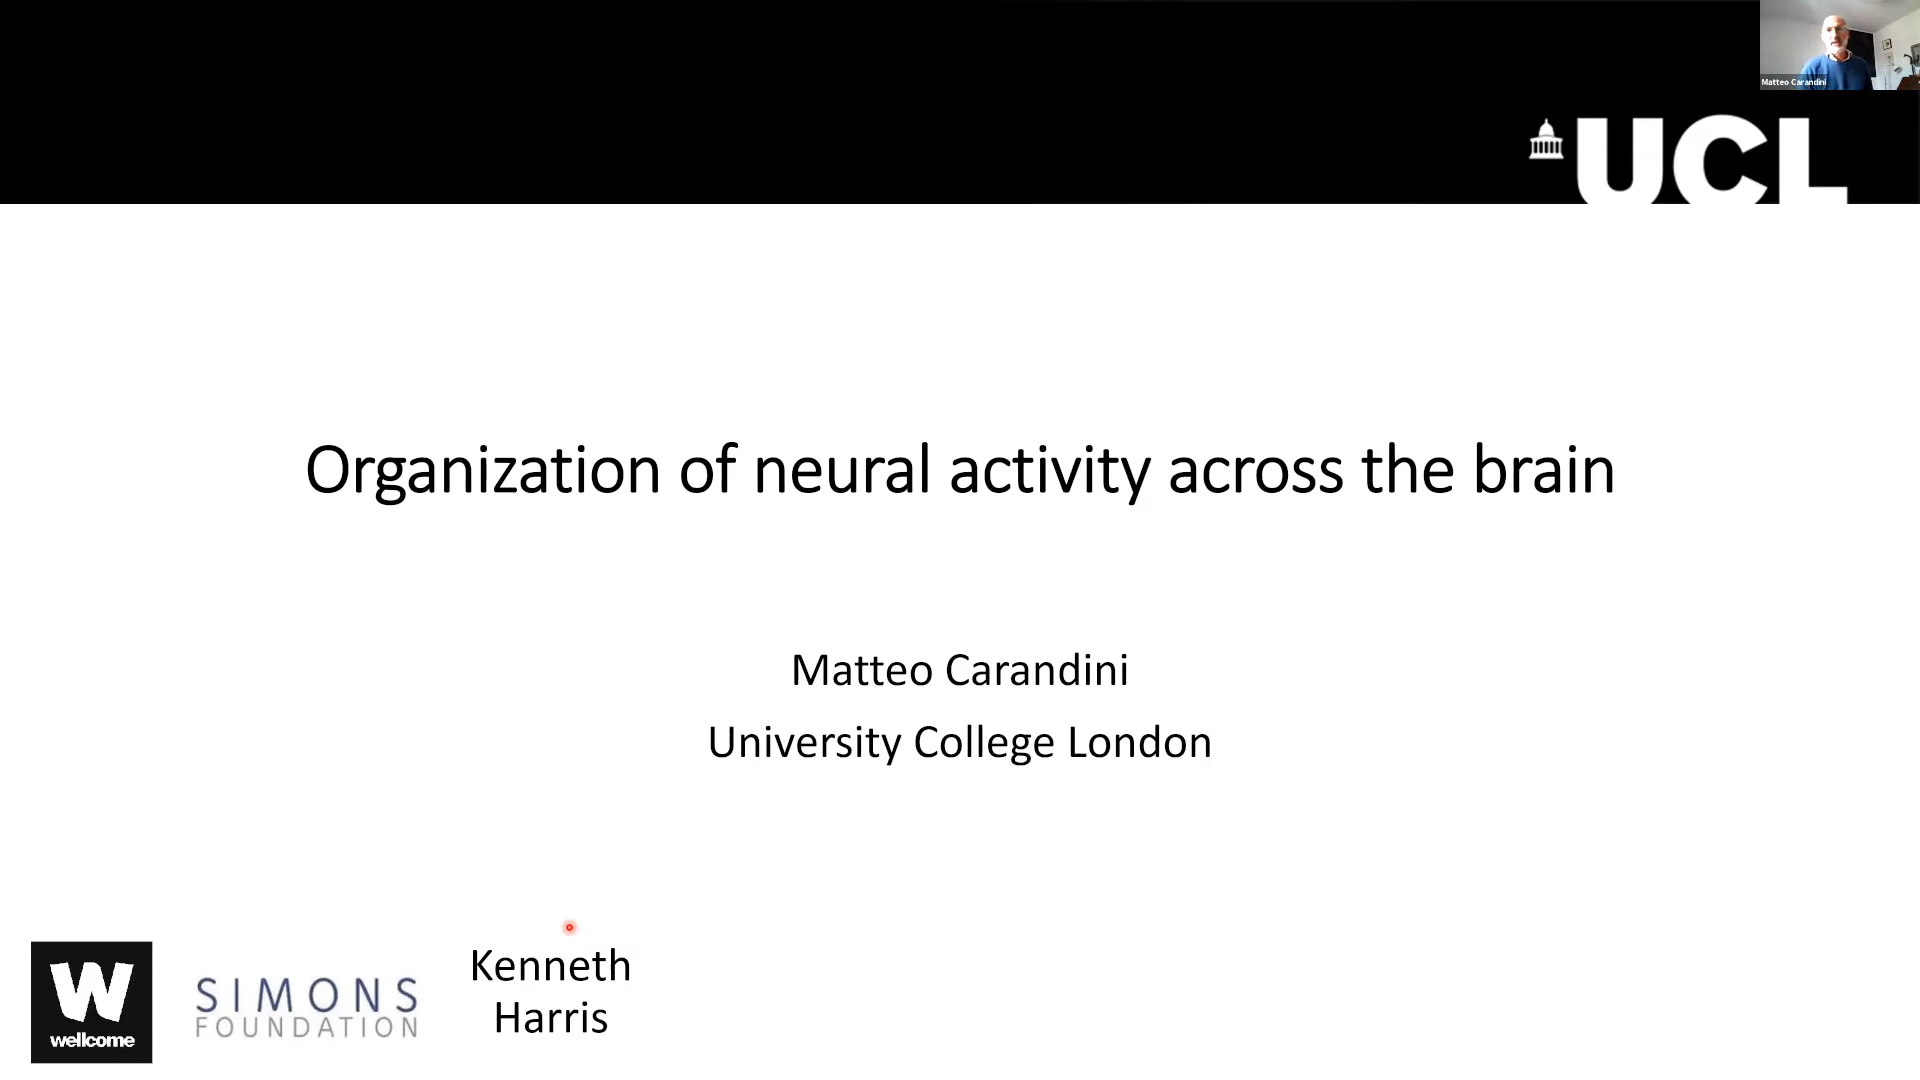 Matteo Carandini
UCL
Organization of neural activity across the brain
Matteo Carandini
University College London
Kenneth
Harris
W
wellcome
SIMONS
FOUNDATION